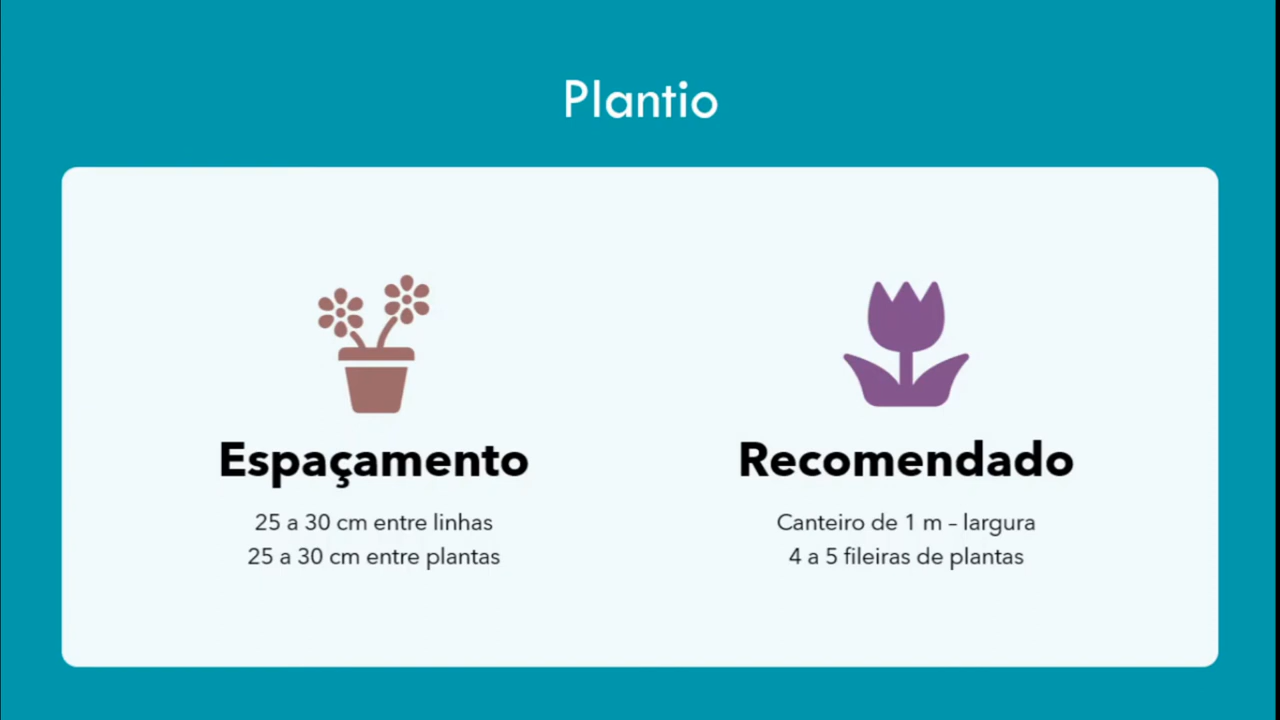 Plantio
Espaçamento
25 a 30 cm entre linhas
25 a 30 cm entre plantas
Recomendado
Canteiro de 1 m – largura
4 a 5 fileiras de plantas